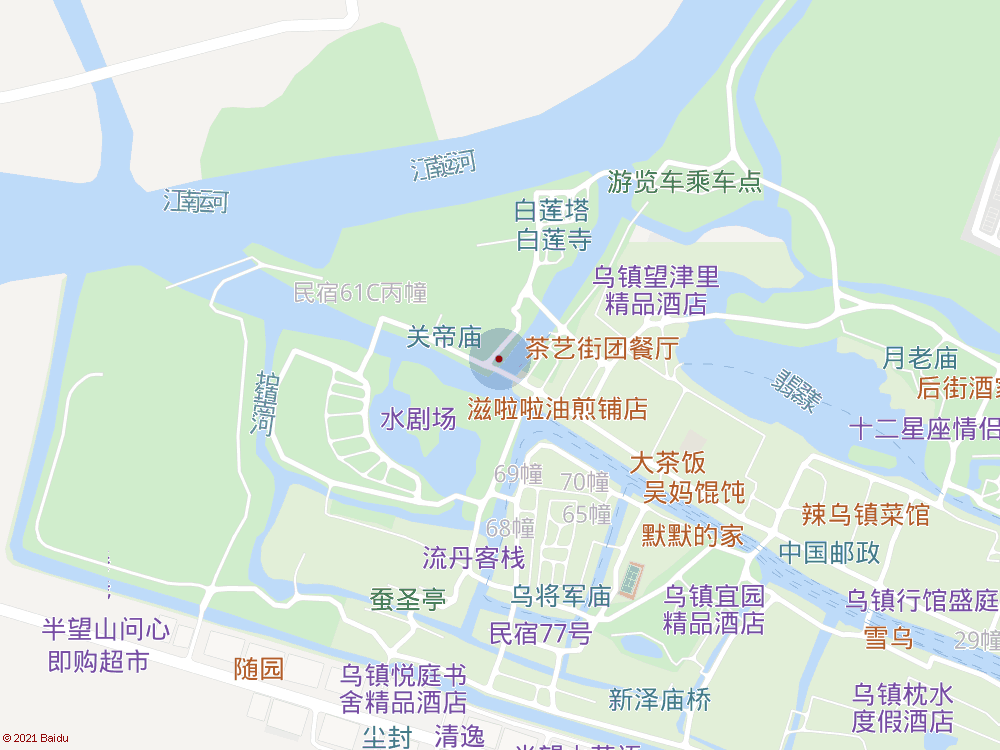 江南运河
江南运河
游览车乘车点
白莲塔
白莲寺
乌镇望津里
精品酒店
民宿61C丙幢
关帝庙
茶艺街团餐厅
月老庙
后街酒家
水剧场
滋啦啦油煎铺店
十二星座情侣
大茶饭
69幢
70幢
吴妈馄饨
65幢
辣乌镇菜馆
68幢
默默的家
中国邮政
流丹客栈
蚕圣亭
乌将军庙
乌镇宜园
精品酒店
乌镇行馆盛庭
半望山问心
即购超市
民宿77号
雪乌
29幢
随园
乌镇悦庭书
舍精品酒店
新泽庙桥
乌镇枕水
度假酒店
尘封
清逸
© 2021 Baidu